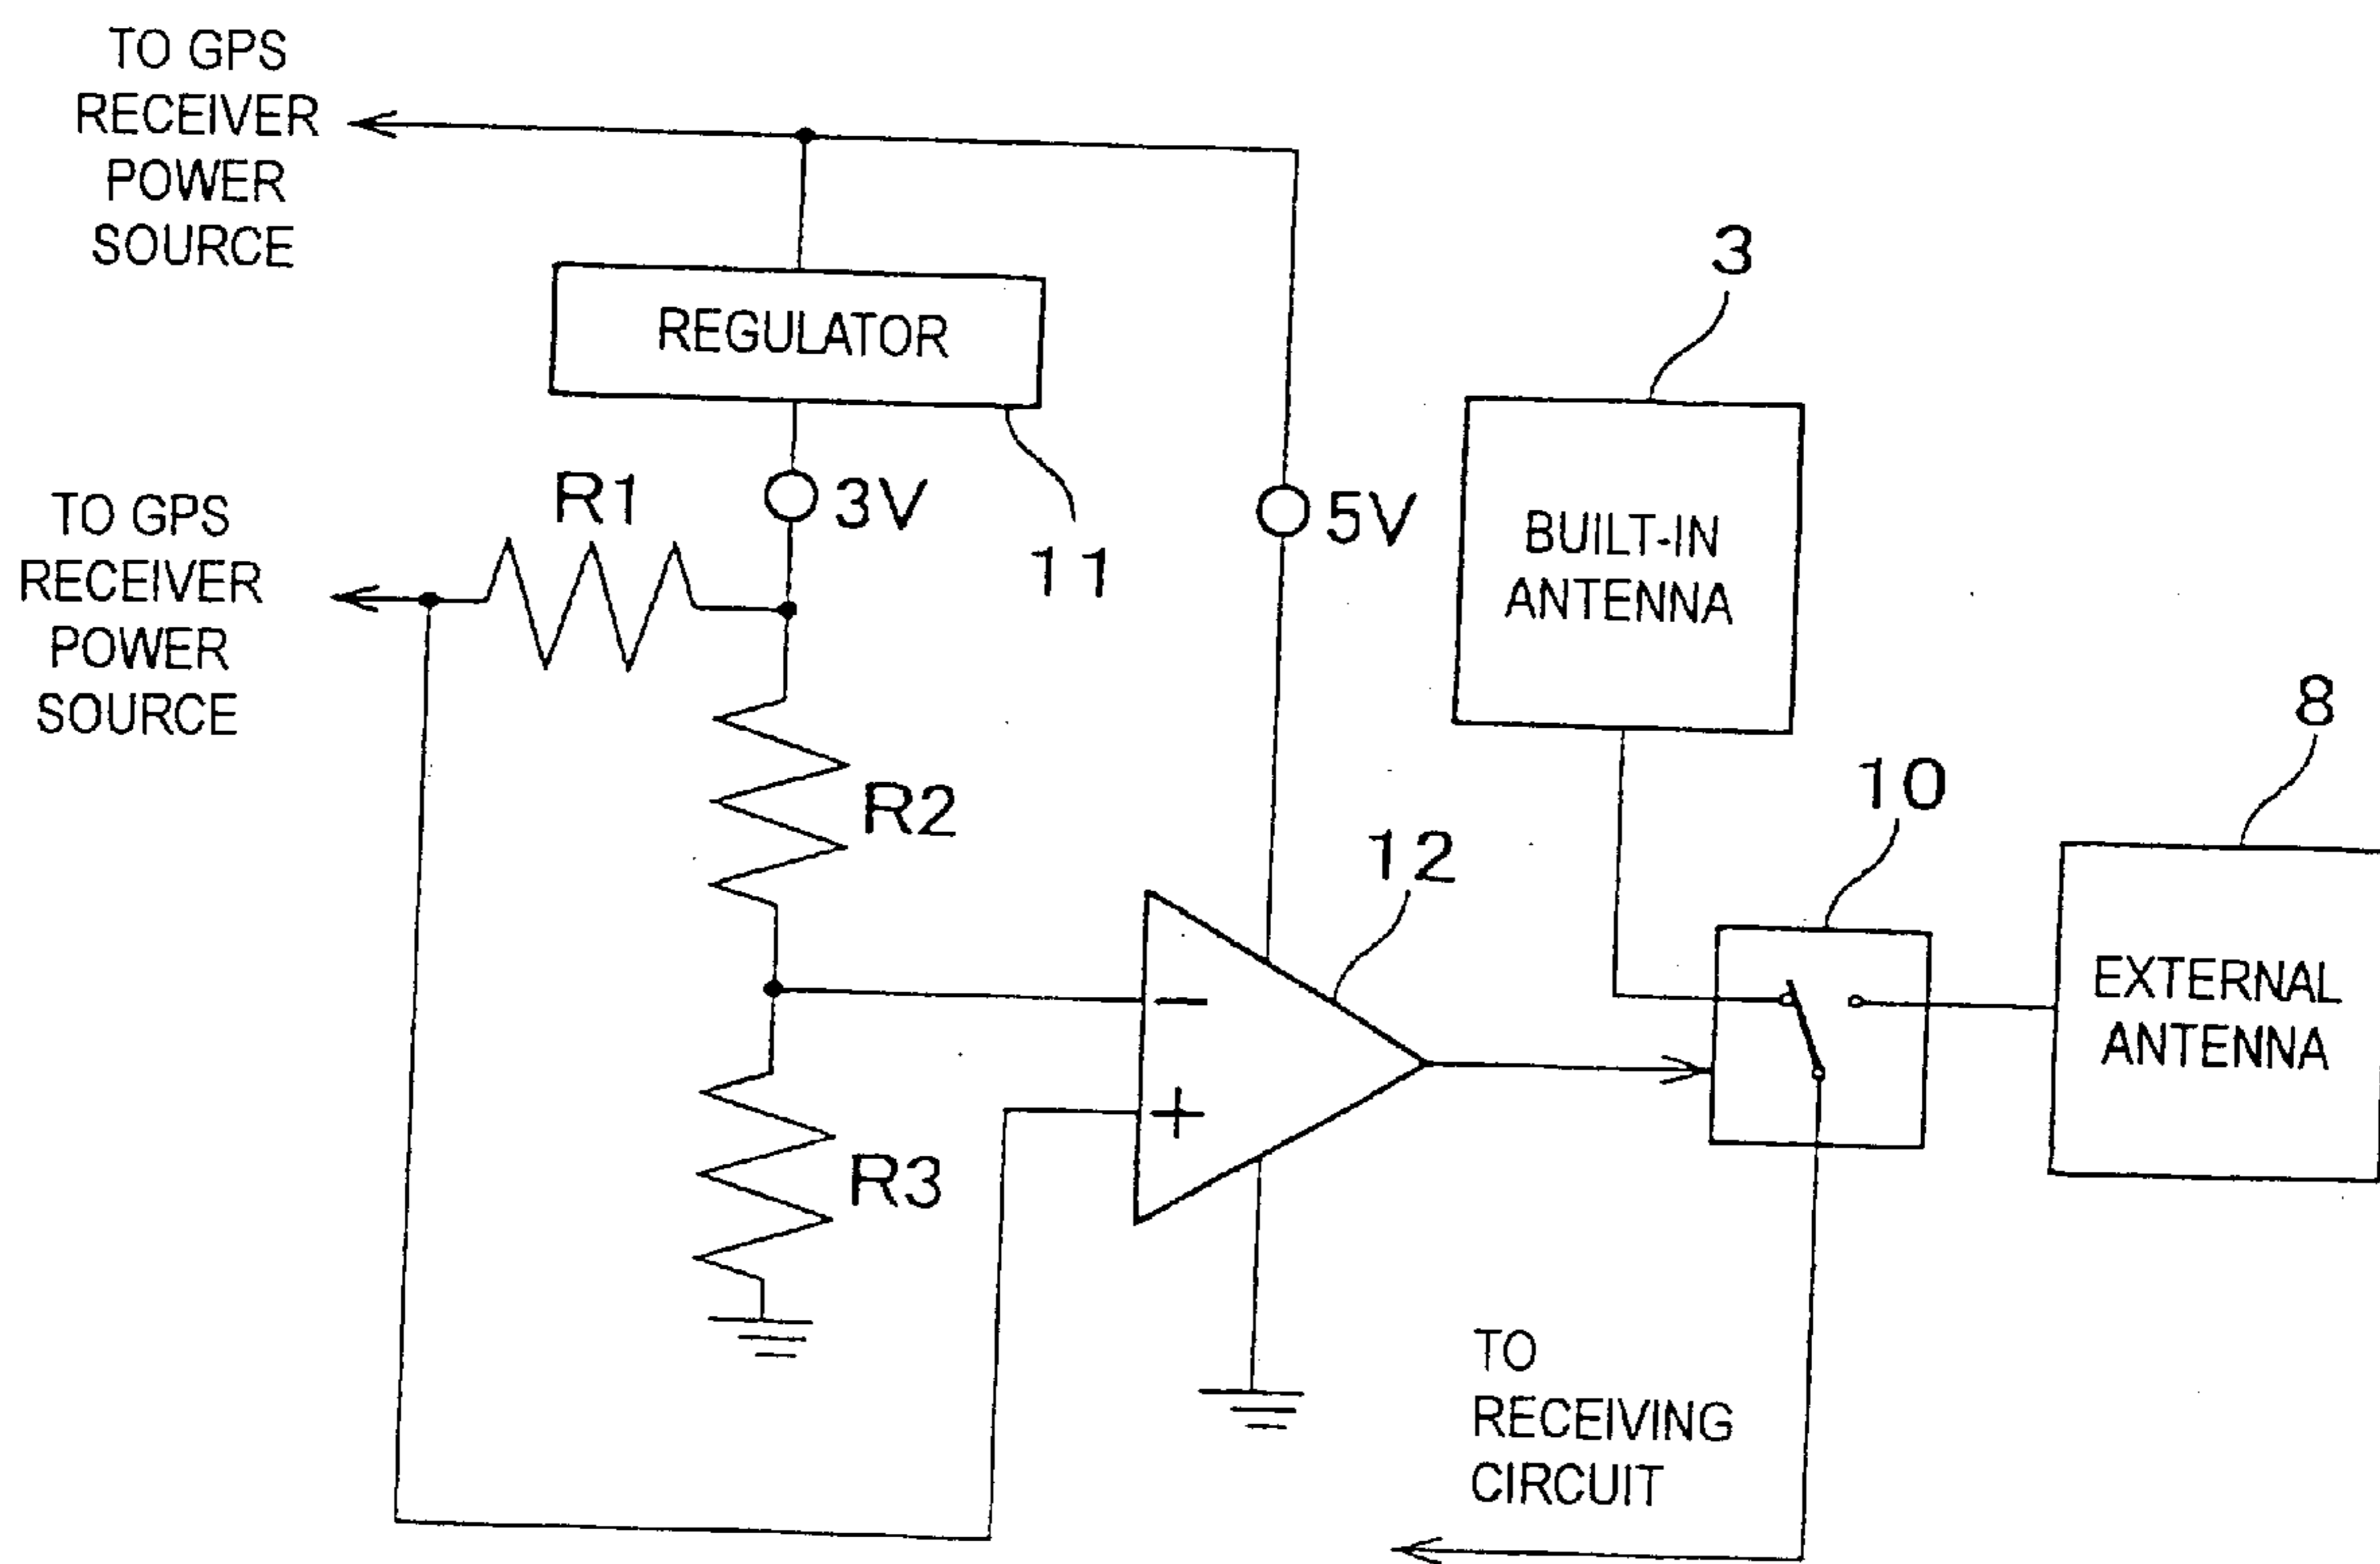 TO GPS
RECEIVER
POWER
SOURCE
REGULATOR
3
R1
3V
5V
11
TO GPS
RECEIVER
POWER
SOURCE
BUILT-IN
ANTENNA
R2
8
10
12
EXTERNAL
ANTENNA
−
+
R3
TO
RECEIVING
CIRCUIT